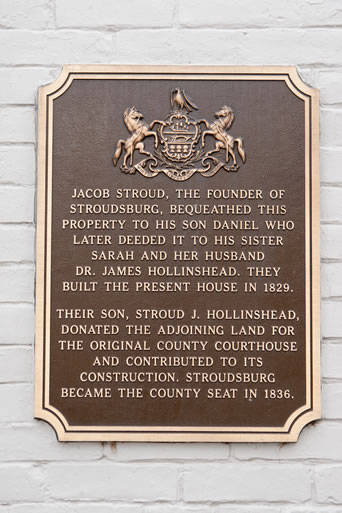 JACOB STROUD, THE FOUNDER OF
STROUDSBURG, BEQUEATHED THIS
PROPERTY TO HIS SON DANIEL WHO
LATER DEEDED IT TO HIS SISTER
SARAH AND HER HUSBAND
DR. JAMES HOLLINSHEAD. THEY
BUILT THE PRESENT HOUSE IN 1829.
THEIR SON, STROUD J. HOLLINSHEAD,
DONATED THE ADJOINING LAND FOR
THE ORIGINAL COUNTY COURTHOUSE
AND CONTRIBUTED TO ITS
CONSTRUCTION. STROUDSBURG
BECAME THE COUNTY SEAT IN 1836.